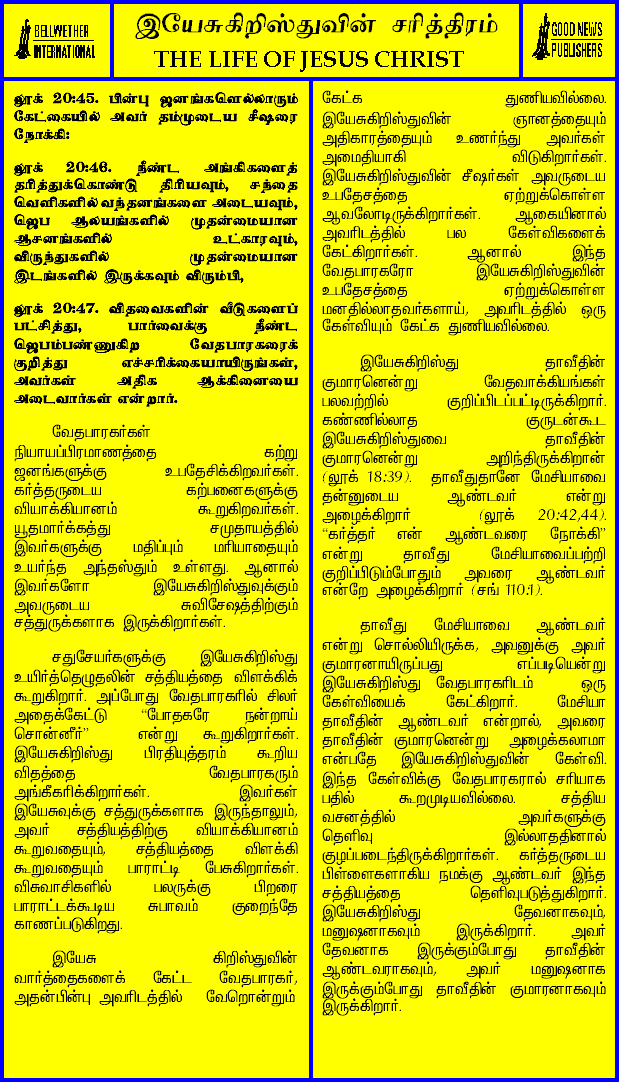 BELLWETHER
INTERNATIONAL
இயேசுகிறிஸ்துவின் சரித்திரம்
THE LIFE OF JESUS CHRIST
GOOD NEWS
PUBLISHERS
லூக் 20:45. பின்பு ஜனங்களெல்லாரும்
கேட்கையில் அவர் தம்முடைய சீஷரை
நோக்கி:
லூக் 20:46. நீண்ட அங்கிகளைத்
தரித்துக்கொண்டு திரியவும், சந்தை
வெளிகளில் வந்தனங்களை அடையவும்,
ஜெப ஆலயங்களில் முதன்மையான
ஆசனங்களில் உட்காரவும்,
விருந்துகளில் முதன்மையான
இடங்களில் இருக்கவும் விரும்பி,
லூக் 20:47. விதவைகளின் வீடுகளைப்
பட்சித்து, பார்வைக்கு நீண்ட
ஜெபம்பண்ணுகிற வேதபாரகரைக்
குறித்து எச்சரிக்கையாயிருங்கள்,
அவர்கள் அதிக ஆக்கினையை
அடைவார்கள் என்றார்.
வேதபாரகர்கள்
நியாயப்பிரமாணத்தை கற்று
ஜனங்களுக்கு உபதேசிக்கிறவர்கள்.
கர்த்தருடைய கற்பனைகளுக்கு
வியாக்கியானம் கூறுகிறவர்கள்.
யூதமார்க்கத்து சமுதாயத்தில்
இவர்களுக்கு மதிப்பும் மரியாதையும்
உயர்ந்த அந்தஸ்தும் உள்ளது. ஆனால்
இவர்களோ இயேசுகிறிஸ்துவுக்கும்
அவருடைய சுவிசேஷத்திற்கும்
சத்துருக்களாக இருக்கிறார்கள்.
சதுசேயர்களுக்கு இயேசுகிறிஸ்து
உயிர்த்தெழுதலின் சத்தியத்தை விளக்கிக்
கூறுகிறார். அப்போது வேதபாரகரில் சிலர்
அதைக்கேட்டு “போதகரே நன்றாய்
சொன்னீர்” என்று கூறுகிறார்கள்.
இயேசுகிறிஸ்து பிரதியுத்தரம் கூறிய
விதத்தை வேதபாரகரும்
அங்கீகரிக்கிறார்கள். இவர்கள்
இயேசுவுக்கு சத்துருக்களாக இருந்தாலும்,
அவர் சத்தியத்திற்கு வியாக்கியானம்
கூறுவதையும், சத்தியத்தை விளக்கி
கூறுவதையும் பாராட்டி பேசுகிறார்கள்.
விசுவாசிகளில் பலருக்கு பிறரை
பாராட்டக்கூடிய சுபாவம் குறைந்தே
காணப்படுகிறது.
இயேசு கிறிஸ்துவின்
வார்த்தைகளைக் கேட்ட வேதபாரகர்,
அதன்பின்பு அவரிடத்தில் வேறொன்றும்
கேட்க துணியவில்லை.
இயேசுகிறிஸ்துவின் ஞானத்தையும்
அதிகாரத்தையும் உணர்ந்து அவர்கள்
அமைதியாகி விடுகிறார்கள்.
இயேசுகிறிஸ்துவின் சீஷர்கள் அவருடைய
உபதேசத்தை ஏற்றுக்கொள்ள
ஆவலோடிருக்கிறார்கள். ஆகையினால்
அவரிடத்தில் பல கேள்விகளைக்
கேட்கிறார்கள். ஆனால் இந்த
வேதபாரகரோ இயேசுகிறிஸ்துவின்
உபதேசத்தை ஏற்றுக்கொள்ள
மனதில்லாதவர்களாய், அவரிடத்தில் ஒரு
கேள்வியும் கேட்க துணியவில்லை.
இயேசுகிறிஸ்து தாவீதின்
குமாரனென்று வேதவாக்கியங்கள்
பலவற்றில் குறிப்பிடப்பட்டிருக்கிறார்.
கண்ணில்லாத குருடன்கூட
இயேசுகிறிஸ்துவை தாவீதின்
குமாரனென்று அறிந்திருக்கிறான்
(லூக் 18:39). தாவீதுதானே மேசியாவை
தன்னுடைய ஆண்டவர் என்று
அழைக்கிறார் (லூக் 20:42,44).
“கர்த்தர் என் ஆண்டவரை நோக்கி”
என்று தாவீது மேசியாவைப்பற்றி
குறிப்பிடும்போதும் அவரை ஆண்டவர்
என்றே அழைக்கிறார் (சங் 110:1).
தாவீது மேசியாவை ஆண்டவர்
என்று சொல்லியிருக்க, அவனுக்கு அவர்
குமாரனாயிருப்பது எப்படியென்று
இயேசுகிறிஸ்து வேதபாரகரிடம் ஒரு
கேள்வியைக் கேட்கிறார். மேசியா
தாவீதின் ஆண்டவர் என்றால், அவரை
தாவீதின் குமாரனென்று அழைக்கலாமா
என்பதே இயேசுகிறிஸ்துவின் கேள்வி.
இந்த கேள்விக்கு வேதபாரகரால் சரியாக
பதில் கூறமுடியவில்லை. சத்திய
வசனத்தில் அவர்களுக்கு
தெளிவு இல்லாததினால்
குழப்படைந்திருக்கிறார்கள். கர்த்தருடைய
பிள்ளைகளாகிய நமக்கு ஆண்டவர் இந்த
சத்தியத்தை தெளிவுபடுத்துகிறார்.
இயேசுகிறிஸ்து தேவனாகவும்,
மனுஷனாகவும் இருக்கிறார். அவர்
தேவனாக இருக்கும்போது தாவீதின்
ஆண்டவராகவும், அவர் மனுஷனாக
இருக்கும்போது தாவீதின் குமாரனாகவும்
இருக்கிறார்.